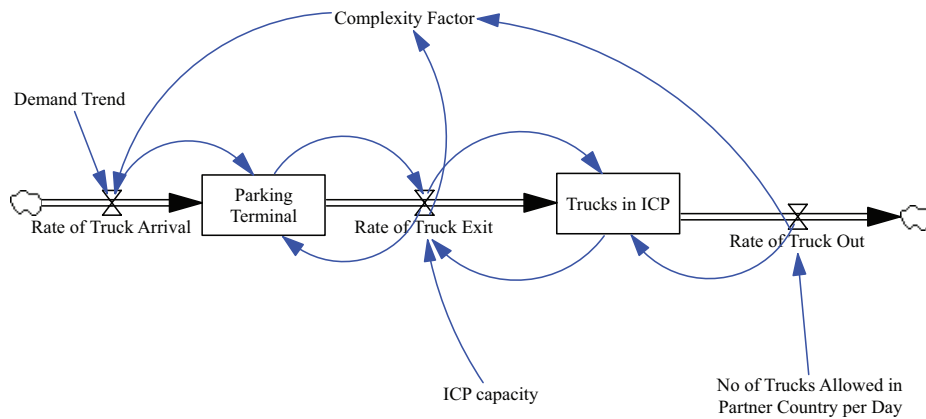 Complexity Factor
Demand Trend
Parking
Terminal
Trucks in ICP
Rate of Truck Arrival
Rate of Truck Exit
Rate of Truck Out
ICP capacity
No of Trucks Allowed in
Partner Country per Day